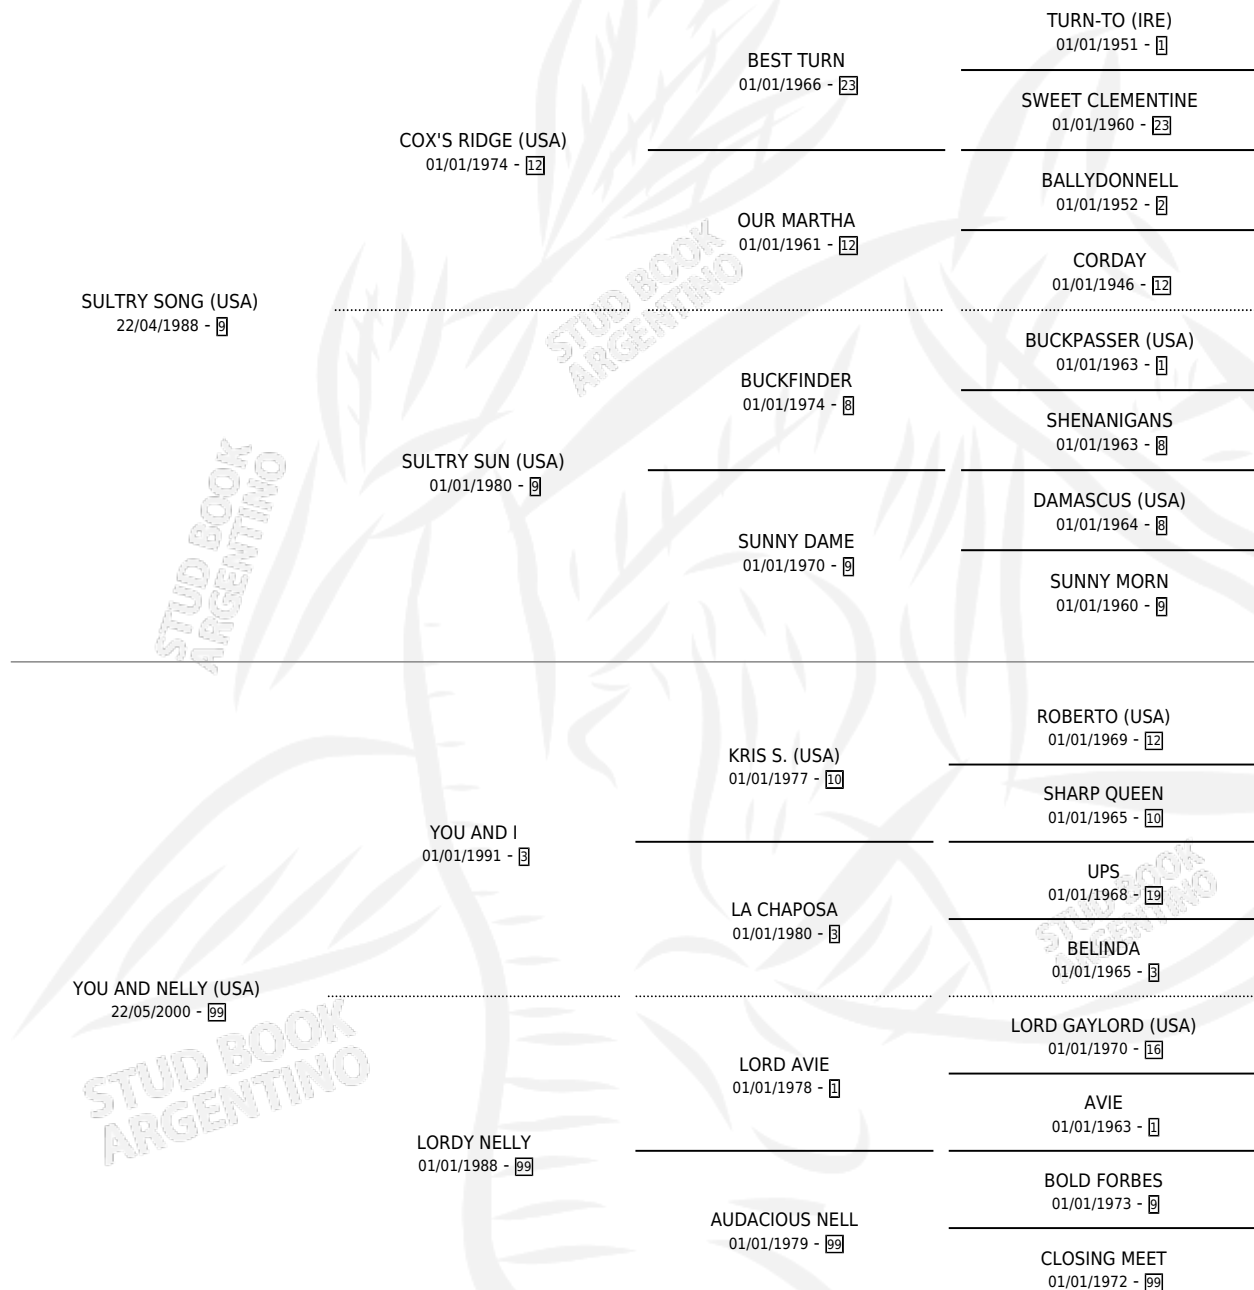 TURN-TO (IRE)
01/01/1951 - 1
BEST TURN
01/01/1966 - 23
SWEET CLEMENTINE
01/01/1960 - 23
COX'S RIDGE (USA)
01/01/1974 - 12
BALLYDONNELL
01/01/1952 - 2
OUR MARTHA
01/01/1961 - 12
CORDAY
01/01/1946 - 12
SULTRY SONG (USA)
22/04/1988 - 9
BUCKPASSER (USA)
01/01/1963 - 1
BUCKFINDER
01/01/1974 - 8
SHENANIGANS
01/01/1963 - 8
SULTRY SUN (USA)
01/01/1980 - 9
DAMASCUS (USA)
01/01/1964 - 8
SUNNY DAME
01/01/1970 - 9
SUNNY MORN
01/01/1960 - 9
ROBERTO (USA)
01/01/1969 - 12
KRIS S. (USA)
01/01/1977 - 10
SHARP QUEEN
01/01/1965 - 10
YOU AND I
01/01/1991 - 3
UPS
01/01/1968 - 19
LA CHAPOSA
01/01/1980 - 3
BELINDA
01/01/1965 - 3
YOU AND NELLY (USA)
22/05/2000 - 99
LORD GAYLORD (USA)
01/01/1970 - 16
LORD AVIE
01/01/1978 - 1
AVIE
01/01/1963 - 1
LORDY NELLY
01/01/1988 - 99
BOLD FORBES
01/01/1973 - 9
AUDACIOUS NELL
01/01/1979 - 99
CLOSING MEET
01/01/1972 - 99
STUD BOOK
ARGENTINO
STUD BOOK
ARGENTINO
STUD BOOK
ARGENTINO
STUD BOOK
ARGENTINO